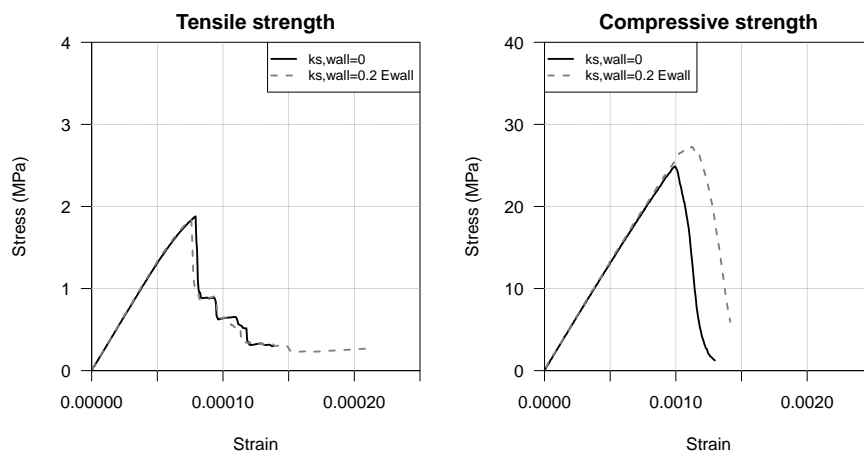 Tensile strength
4
3
2
1
0
Stress (MPa)
ks,wall=0
ks,wall=0.2 Ewall
0.00000 0.00010 0.00020
Strain
Compressive strength
40
30
20
10
0
Stress (MPa)
ks,wall=0
ks,wall=0.2 Ewall
0.0000 0.0010 0.0020
Strain